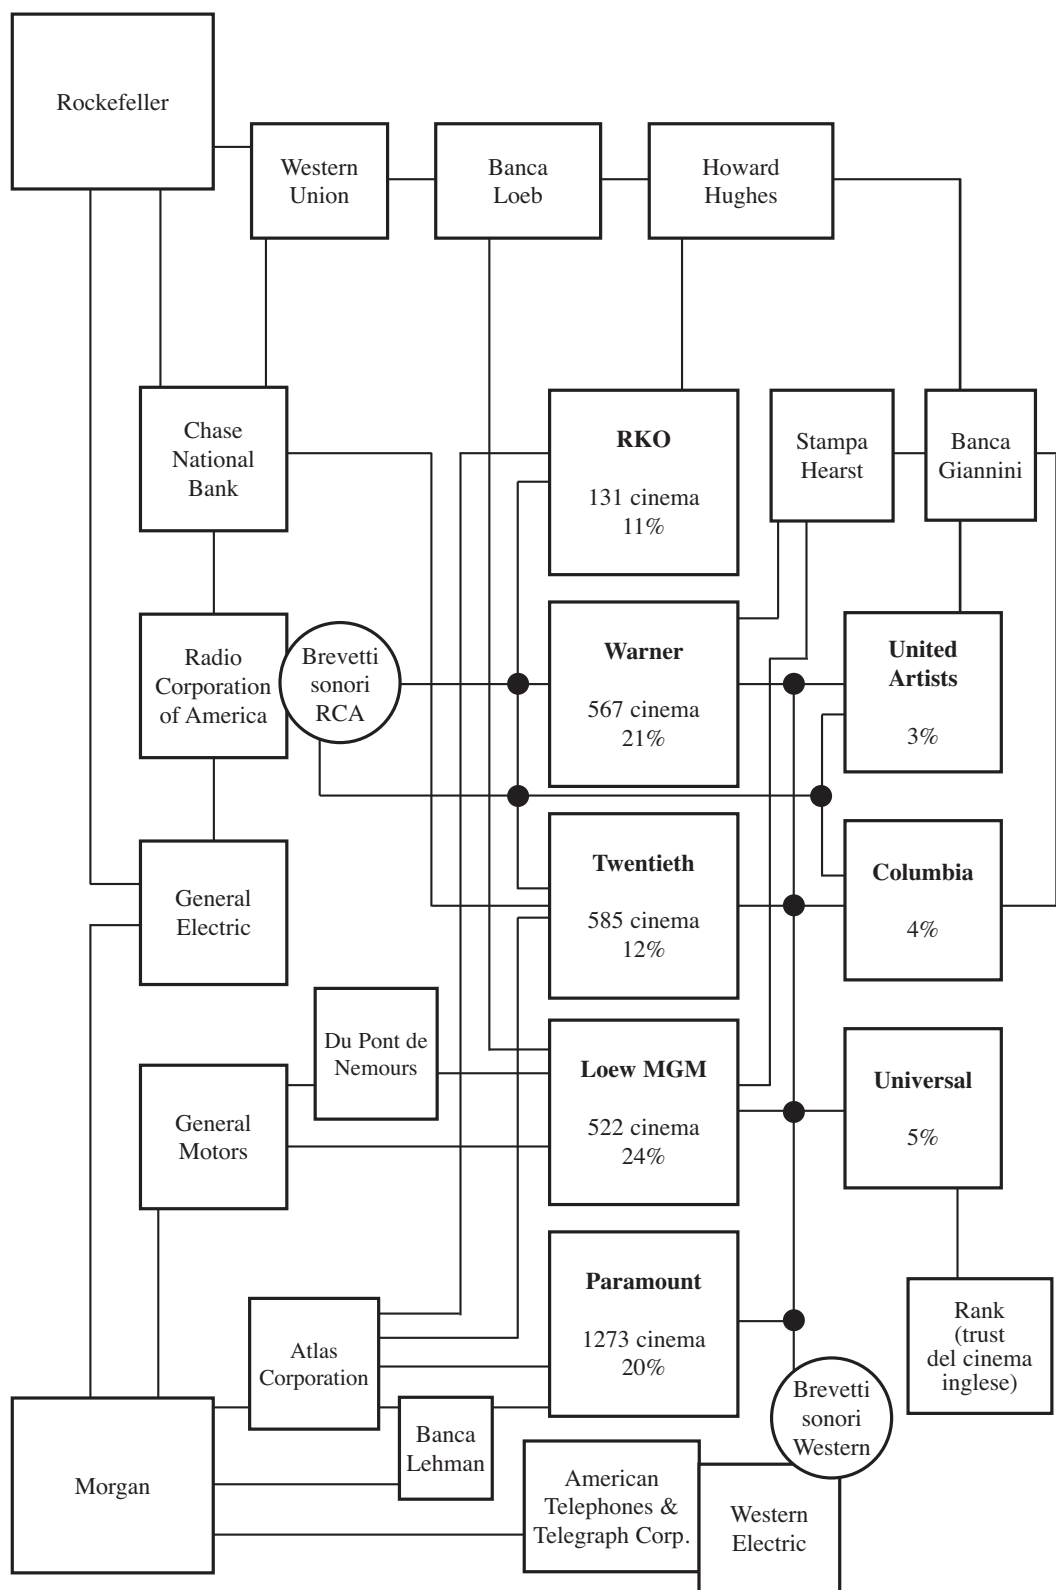 Rockefeller
Western
Union
Banca
Loeb
Howard
Hughes
Chase
National
Bank
RKO
131 cinema
11%
Stampa
Hearst
Banca
Giannini
Radio
Corporation
of America
Brevetti
sonori
RCA
Warner
567 cinema
21%
United
Artists
3%
General
Electric
Twentieth
585 cinema
12%
Columbia
4%
Du Pont de
Nemours
General
Motors
Loew MGM
522 cinema
24%
Universal
5%
Atlas
Corporation
Paramount
1273 cinema
20%
Rank
(trust
del cinema
inglese)
Morgan
Banca
Lehman
American
Telephones &
Telegraph Corp.
Brevetti
sonori
Western
Western
Electric